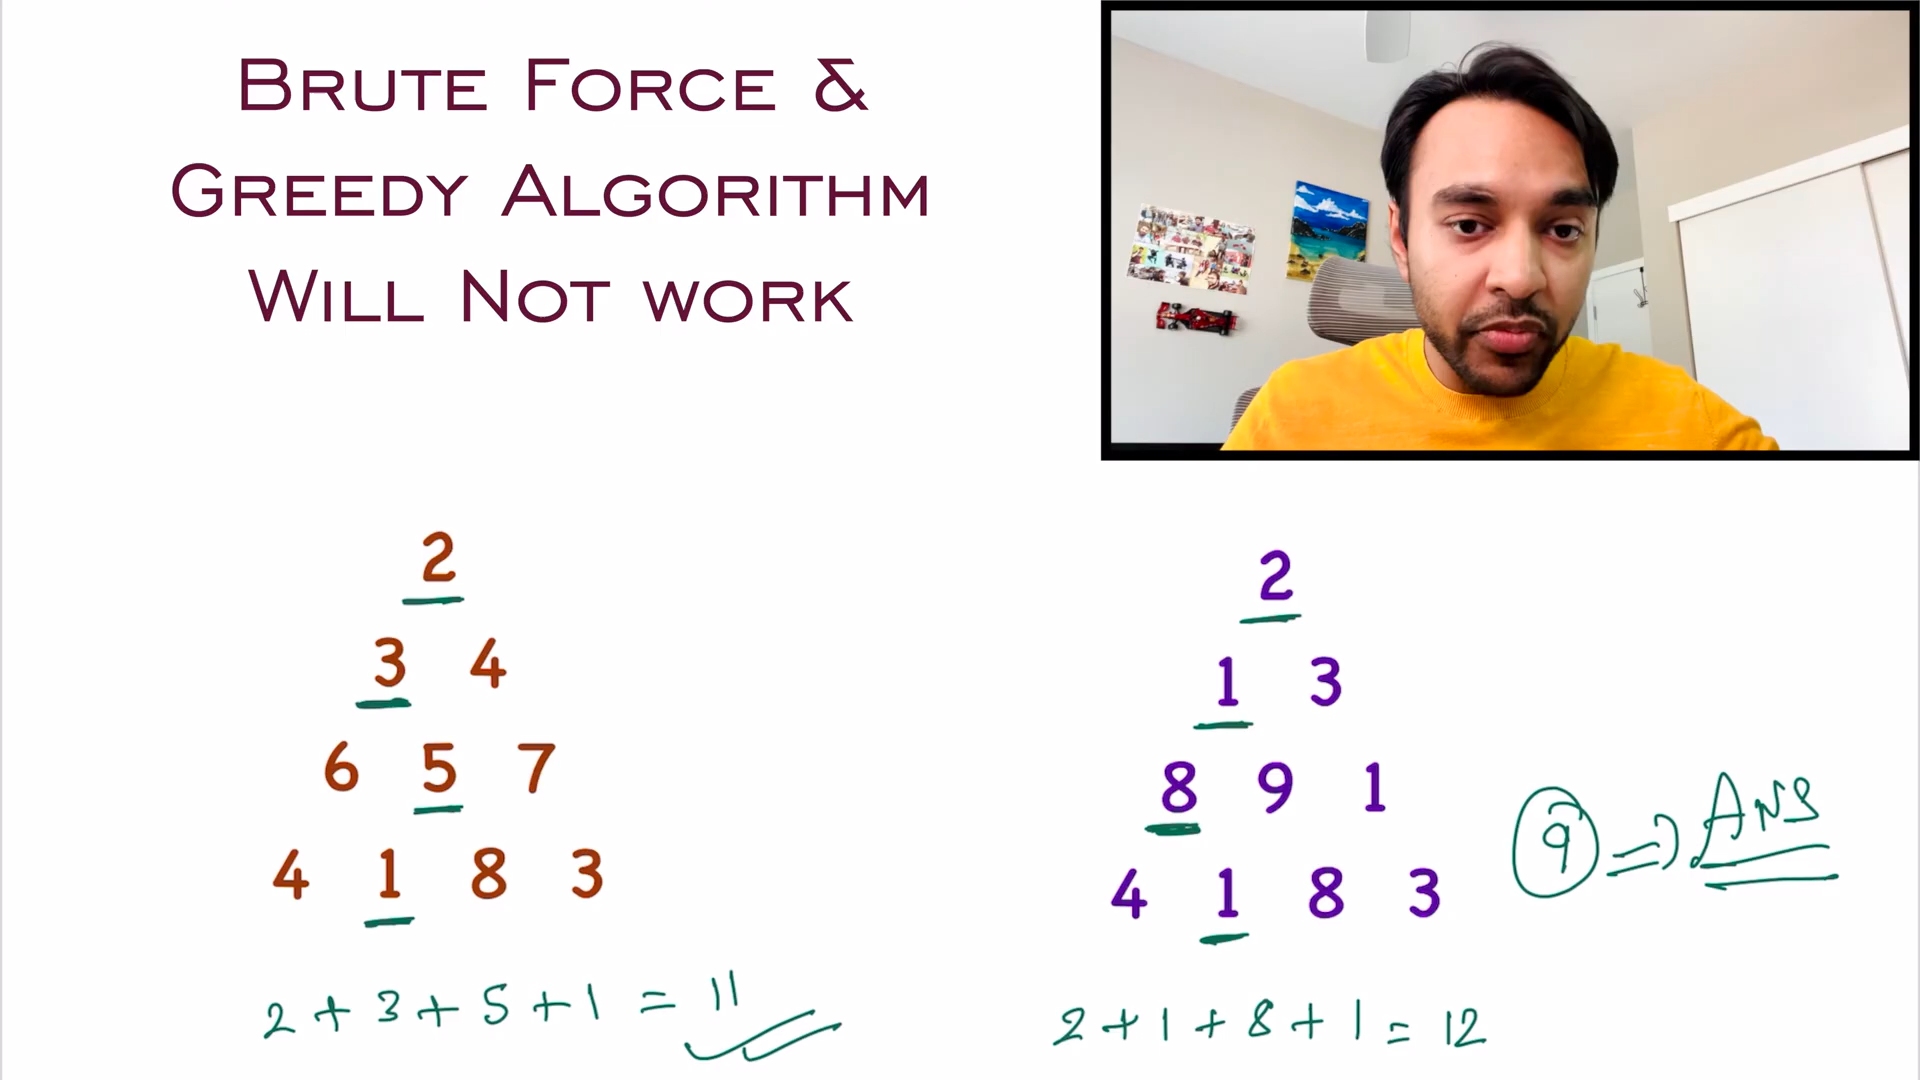 BRUTE FORCE &
GREEDY ALGORITHM
WILL NOT WORK
2
3 4
6 5 7
4 1 8 3
2 + 3 + 5 + 1 = 11
2
1 3
8 9 1
4 1 8 3
9 => ANS
2 + 1 + 8 + 1 = 12